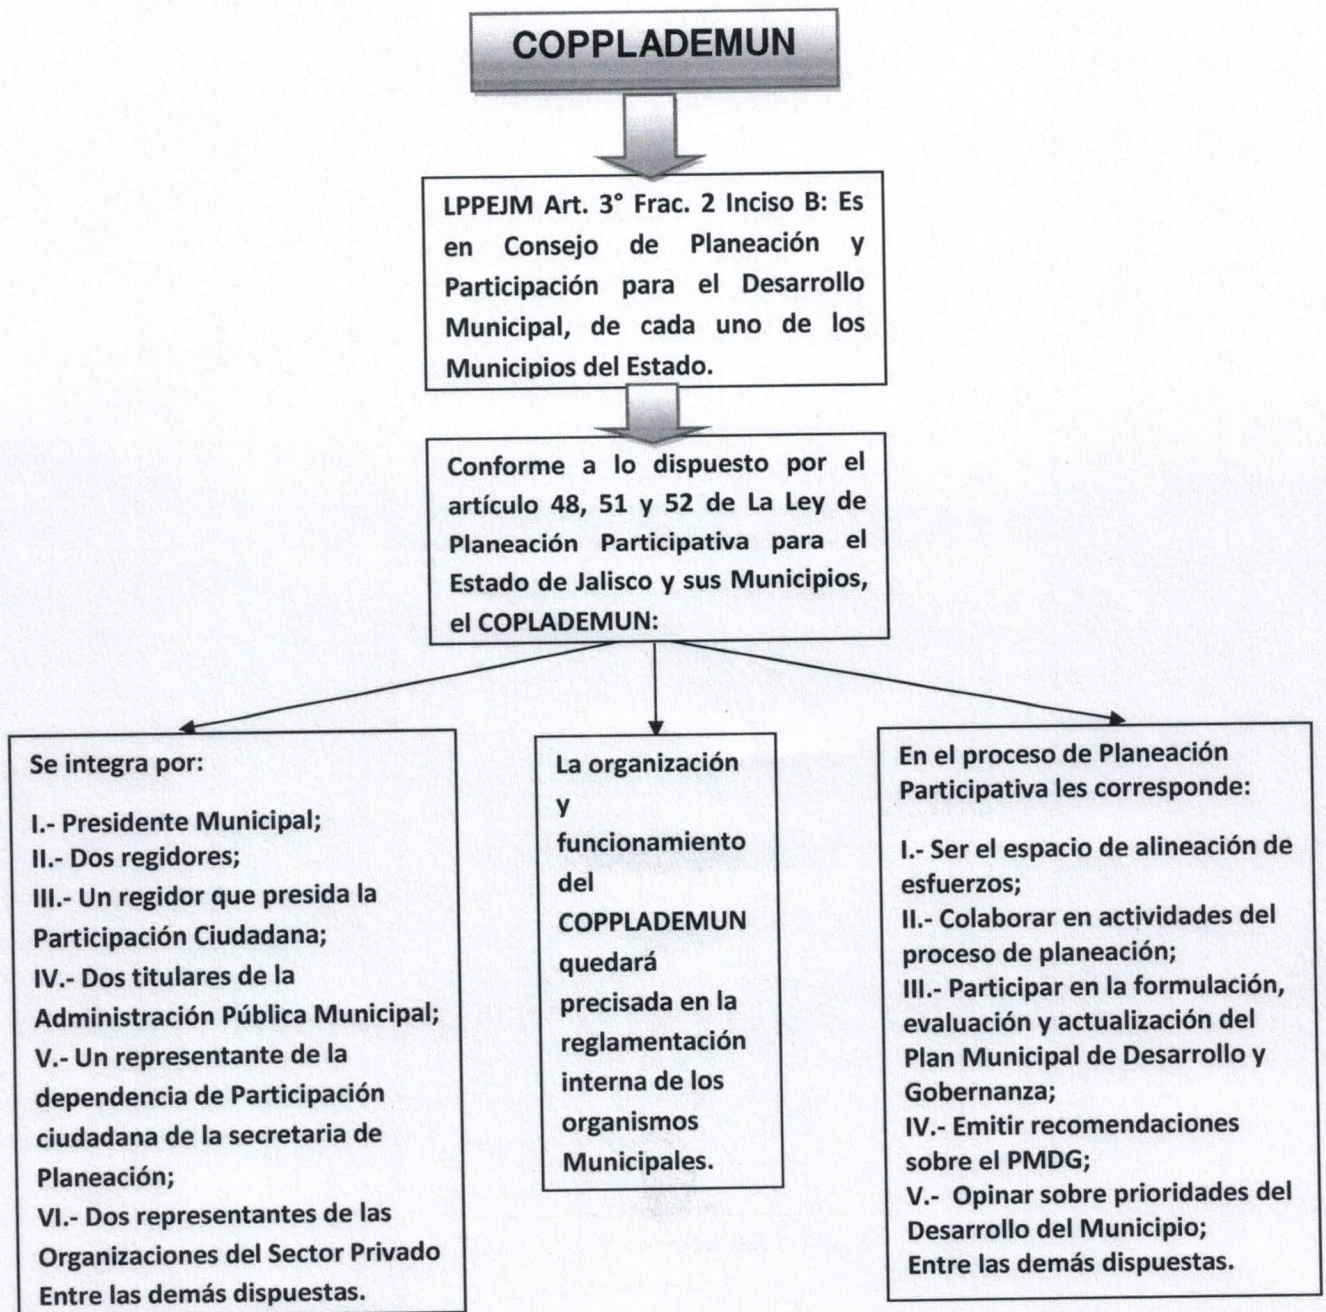 COPPLADEMUN
LPPEJM Art. 3° Frac. 2 Inciso B: Es
en Consejo de Planeación y
Participación para el Desarrollo
Municipal, de cada uno de los
Municipios del Estado.
Conforme a lo dispuesto por el
artículo 48, 51 y 52 de La Ley de
Planeación Participativa para el
Estado de Jalisco y sus Municipios,
el COPLADEMUN:
Se integra por:
I.- Presidente Municipal;
II.- Dos regidores;
III.- Un regidor que presida la
Participación Ciudadana;
IV.- Dos titulares de la
Administración Pública Municipal;
V.- Un representante de la
dependencia de Participación
ciudadana de la secretaria de
Planeación;
VI.- Dos representantes de las
Organizaciones del Sector Privado
Entre las demás dispuestas.
La organización
y
funcionamiento
del
COPPLADEMUN
quedará
precisada en la
reglamentación
interna de los
organismos
Municipales.
En el proceso de Planeación
Participativa les corresponde:
I.- Ser el espacio de alineación de
esfuerzos;
II.- Colaborar en actividades del
proceso de planeación;
III.- Participar en la formulación,
evaluación y actualización del
Plan Municipal de Desarrollo y
Gobernanza;
IV.- Emitir recomendaciones
sobre el PMDG;
V.- Opinar sobre prioridades del
Desarrollo del Municipio;
Entre las demás dispuestas.